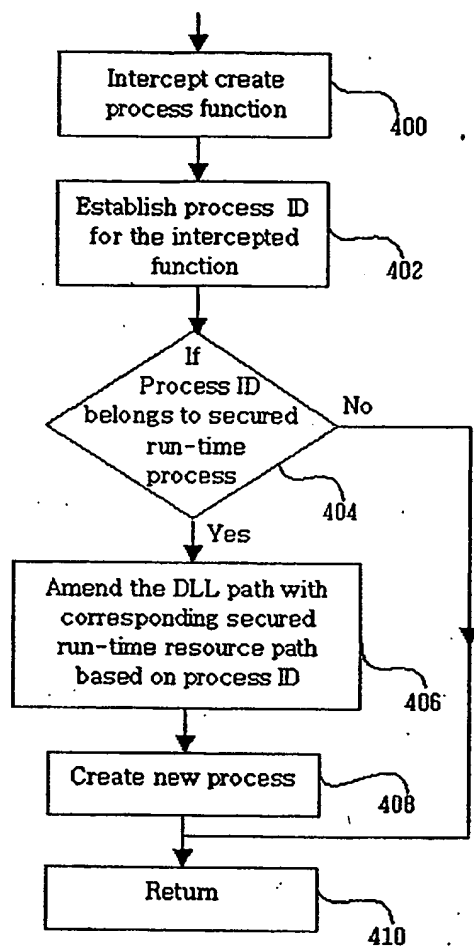 Intercept create
process function
400
Establish process ID
for the intercepted
function
402
If
Process ID
belongs to secured
run-time
process
No
404
Yes
Amend the DLL path with
corresponding secured
run-time resource path
based on process ID
406
Create new process
408
Return
410